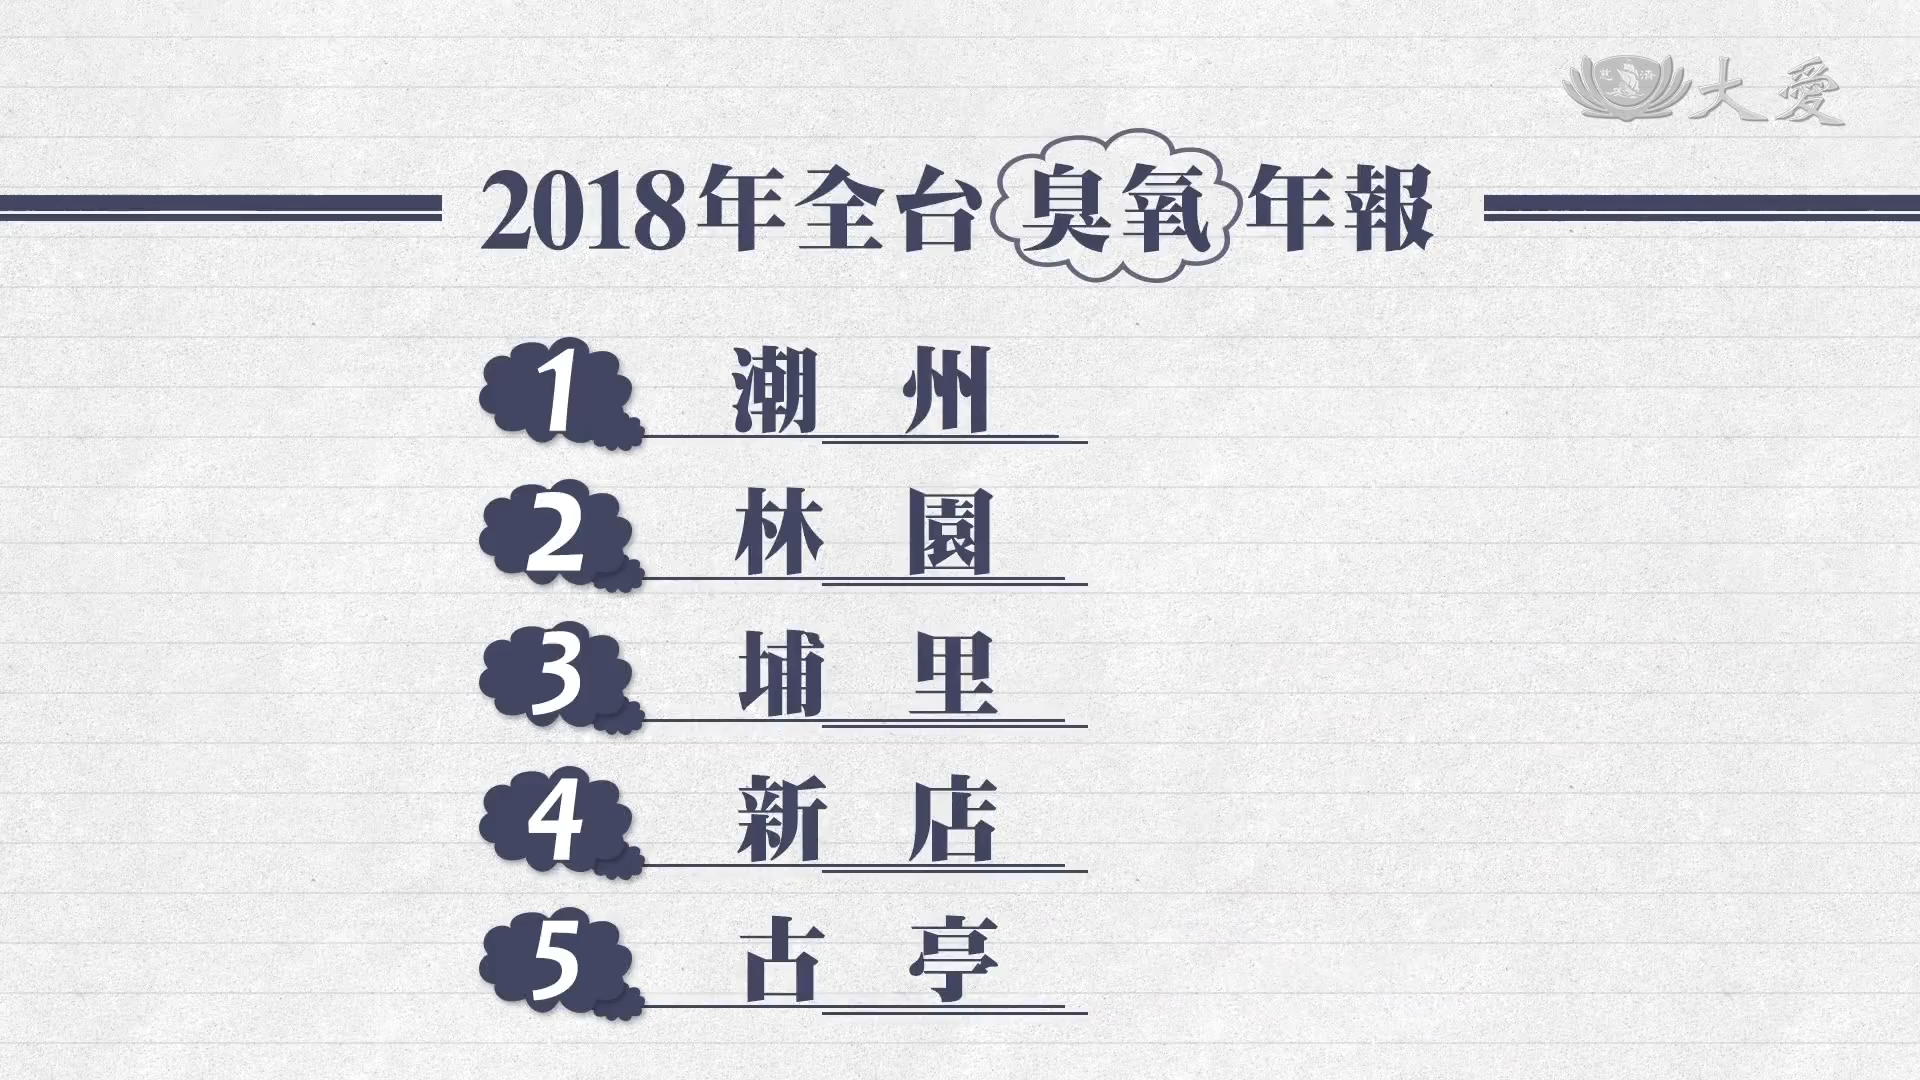 大愛
2018年全台臭氧年報
1 潮州
2 林園
3 埔里
4 新店
5 古亭